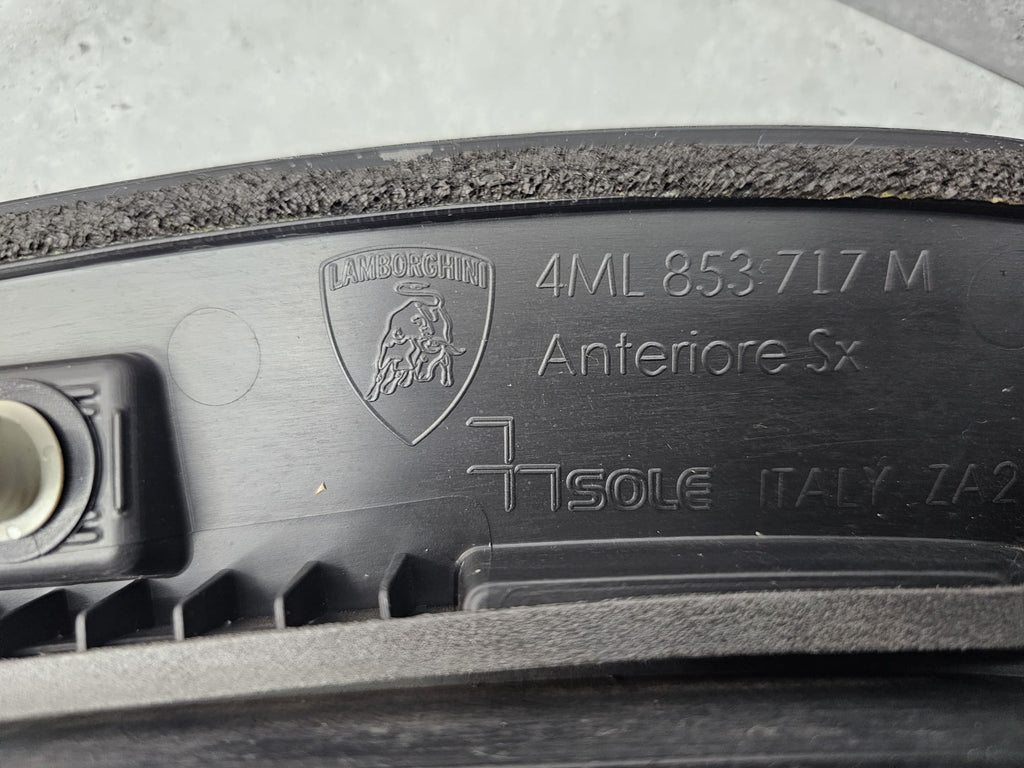 LAMBORGHINI
4ML 853 717 M
Anteriore Sx
SOLE ITALY ZA2